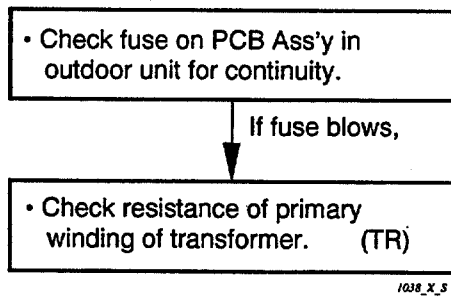 • Check fuse on PCB Ass'y in
outdoor unit for continuity.
If fuse blows,
• Check resistance of primary
winding of transformer. (TR)
1038_X_S